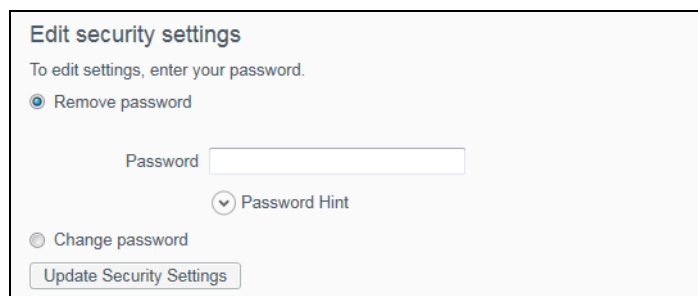 Edit security settings
To edit settings, enter your password.
Remove password
Password
Password Hint
Change password
Update Security Settings